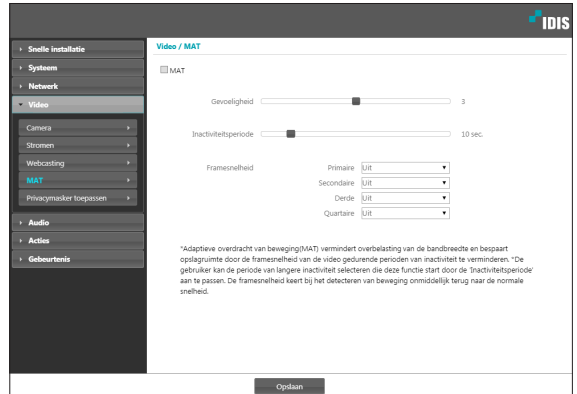 IDIS
Snelle installatie
Systeem
Netwerk
Video
Camera
Stromen
Webcasting
MAT
Privacymasker toepassen
Audio
Acties
Gebeurtenis
Video / MAT
MAT
Gevoeligheid 3
Inactiviteitsperiode 10 sec.
Framesnelheid Primaire Uit
Secondaire Uit
Derde Uit
Quartaire Uit
*Adaptieve overdracht van beweging(MAT) vermindert overbelasting van de bandbreedte en bespaart
opslagruimte door de framesnelheid van de video gedurende perioden van inactiviteit te verminderen. *De
gebruiker kan de periode van langere inactiviteit selecteren die deze functie start door de 'Inactiviteitsperiode'
aan te passen. De framesnelheid keert bij het detecteren van beweging onmiddelijk terug naar de normale
snelheid.
Opslaan